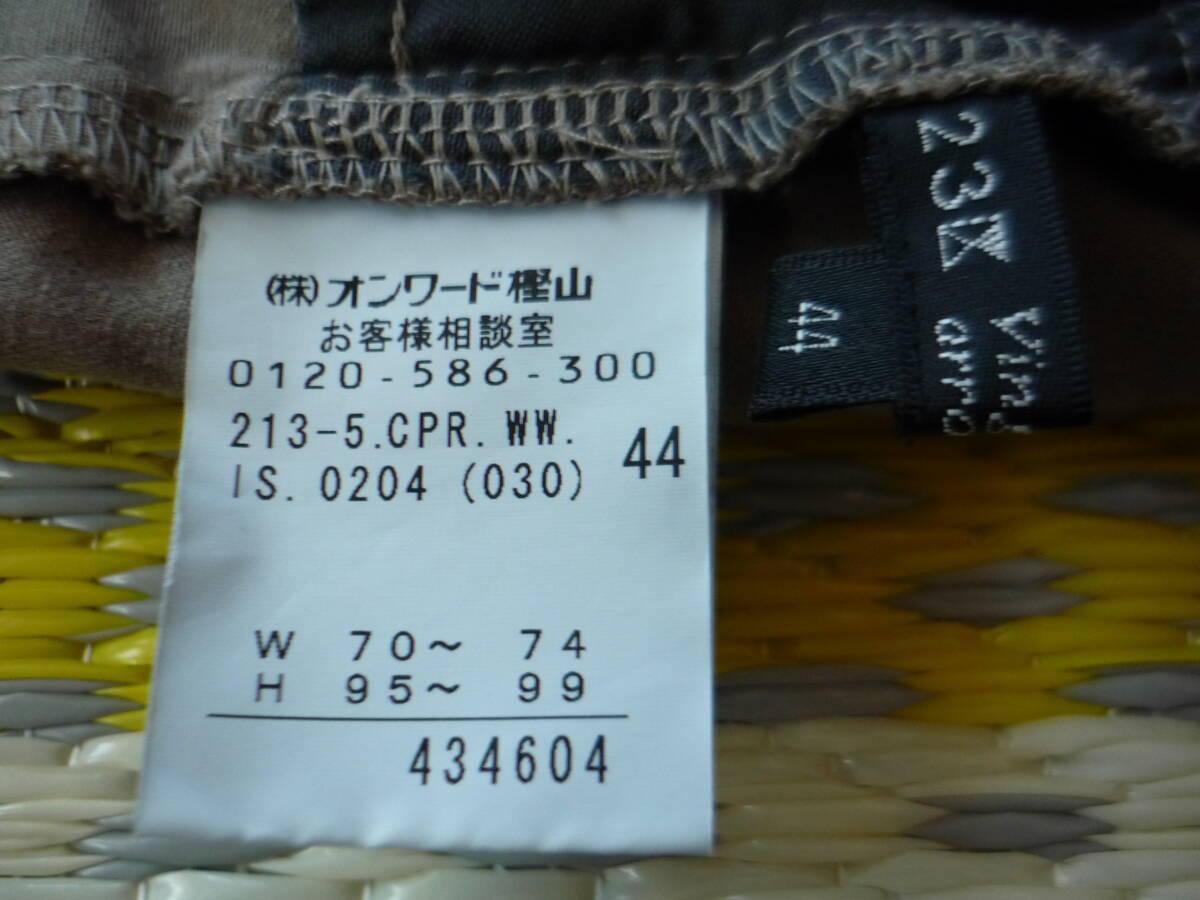 (株)オンワード樫山
お客様相談室
0120-586-300
213-5.CPR.WW.
IS.0204 (030)
44
W 70～ 74
H 95～ 99
434604
23区
44